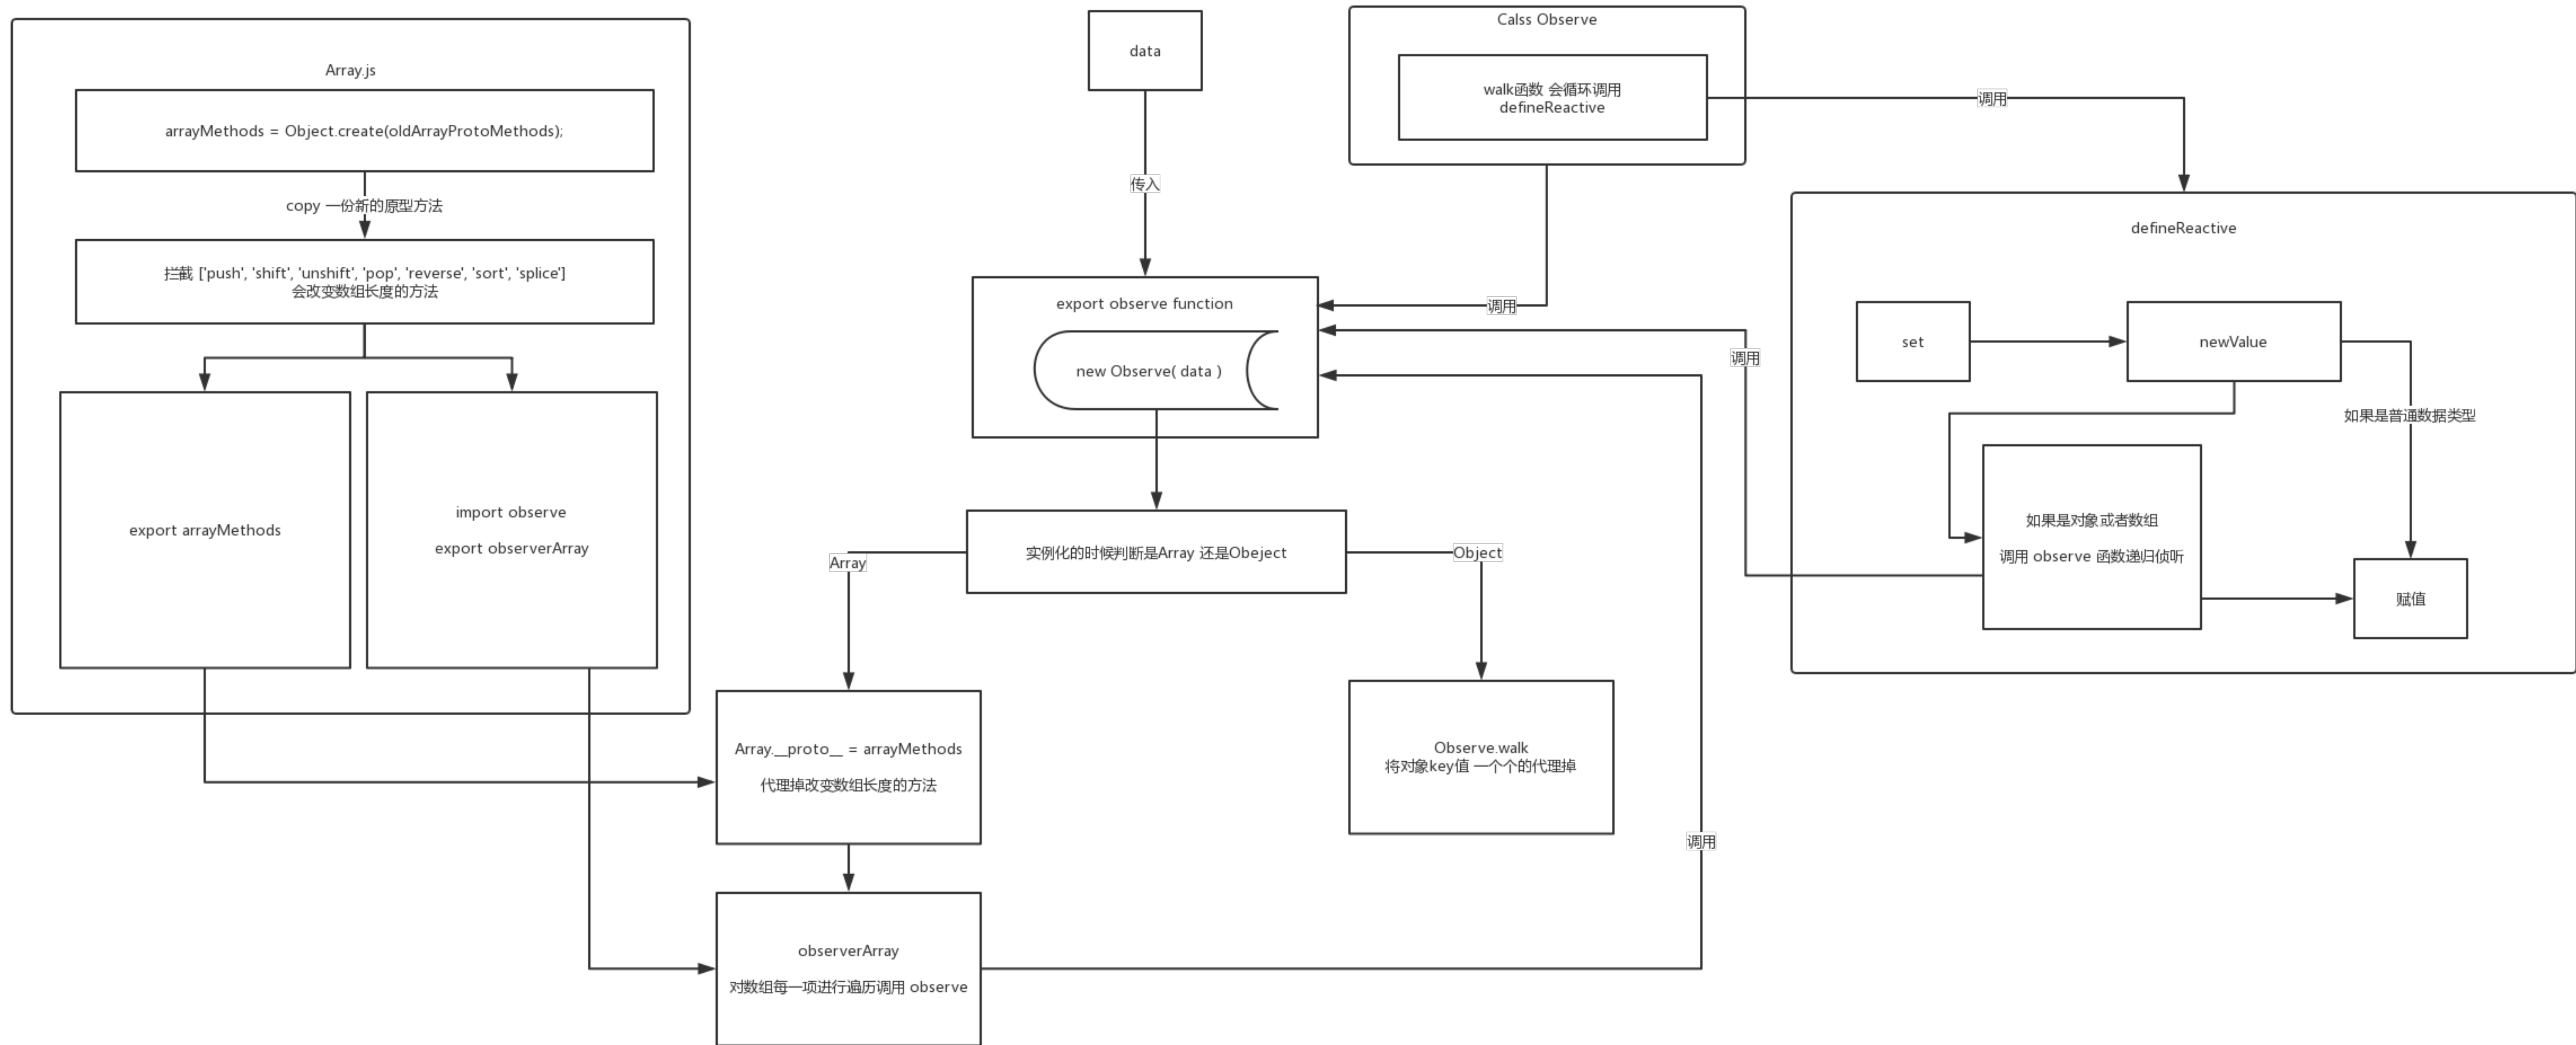 Array.js
arrayMethods = Object.create(oldArrayProtoMethods);
copy 一份新的原型方法
拦截 ['push', 'shift', 'unshift', 'pop', 'reverse', 'sort', 'splice']
会改变数组长度的方法
export arrayMethods
import observe
export observerArray
data
传入
export observe function
new Observe( data )
实例化的时候判断是Array 还是Obeject
Array
Object
Array.__proto__ = arrayMethods
代理掉改变数组长度的方法
observerArray
对数组每一项进行遍历调用 observe
Observe.walk
将对象key值 一个个的代理掉
调用
Calss Observe
walk函数 会循环调用
defineReactive
调用
调用
调用
defineReactive
set
newValue
如果是普通数据类型
如果是对象或者数组
调用 observe 函数递归侦听
赋值